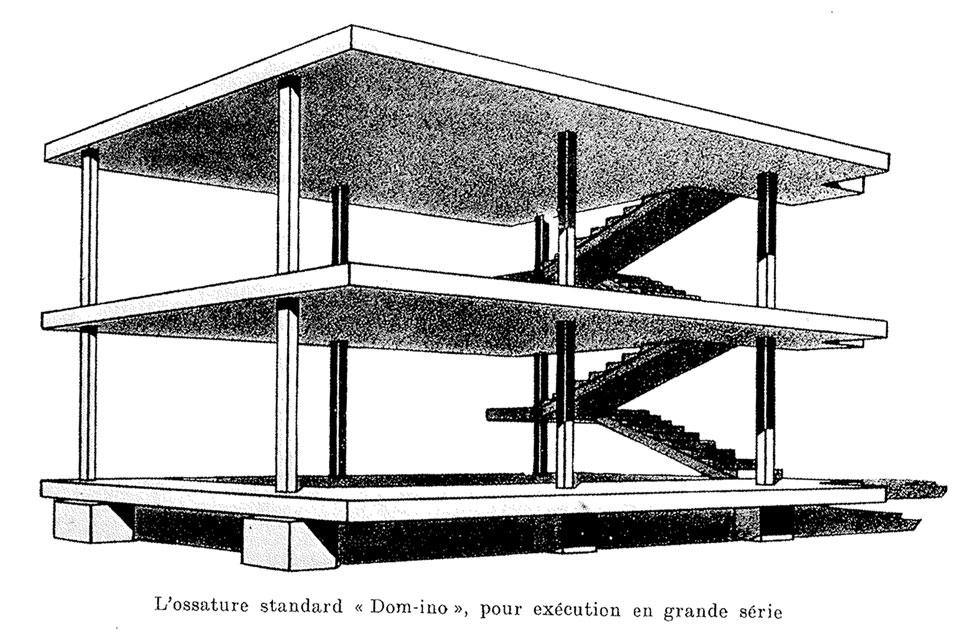 L'ossature standard « Dom-ino », pour exécution en grande série